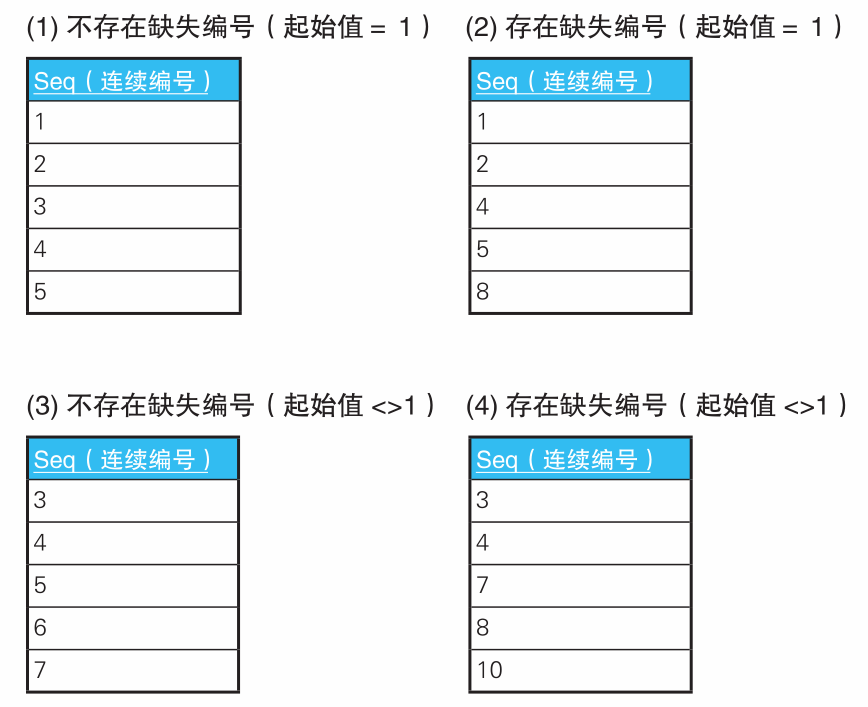 (1) 不存在缺失编号（起始值 = 1）
Seq（连续编号）
1
2
3
4
5
(2) 存在缺失编号（起始值 = 1）
Seq（连续编号）
1
2
4
5
8
(3) 不存在缺失编号（起始值 <>1）
Seq（连续编号）
3
4
5
6
7
(4) 存在缺失编号（起始值 <>1）
Seq（连续编号）
3
4
7
8
10